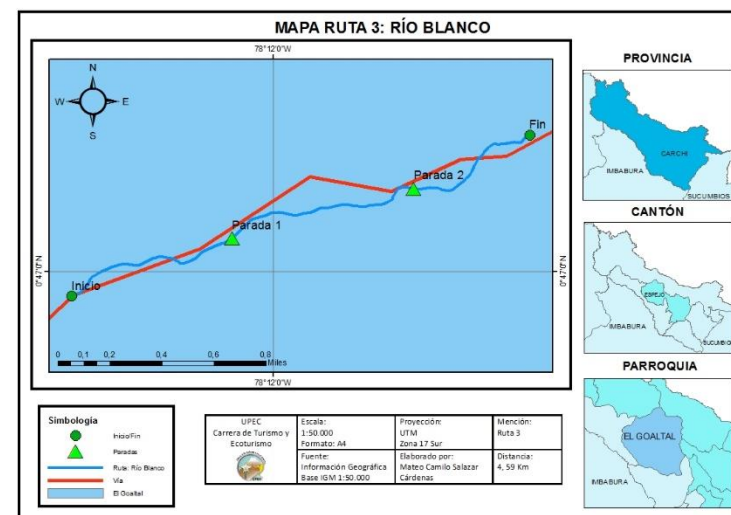 MAPA RUTA 3: RÍO BLANCO
78°12'0"W
N
W
E
S
Fin
Parada 2
Parada 1
Inicio
0°47'0"N
0°47'0"N
0 0,1 0,2 0,4 0,6 0,8
Miles
78°12'0"W
PROVINCIA
CARCHI
IMBABURA
SUCUMBIOS
CANTÓN
ESPEJO
IMBABURA
SUCUMBIOS
PARROQUIA
EL GOALTAL
IMBABURA
Simbología
Inicio/Fin
Paradas
Ruta: Río Blanco
Vía
El Goaltal
UPEC
Carrera de Turismo y
Ecoturismo
Escala:
1:50.000
Formato: A4
Proyección:
UTM
Zona 17 Sur
Mención:
Ruta 3
Fuente:
Información Geográfica
Base IGM 1:50.000
Elaborado por:
Mateo Camilo Salazar
Cárdenas
Distancia:
4, 59 Km